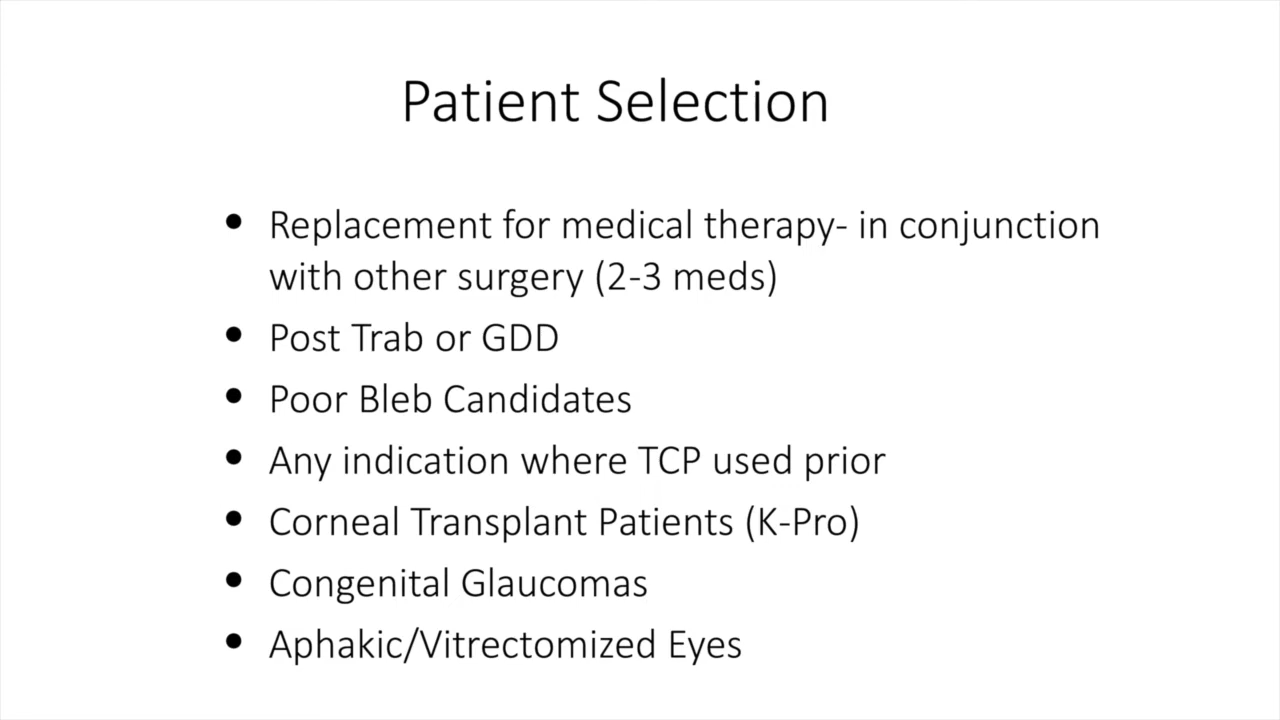 Patient Selection
• Replacement for medical therapy- in conjunction
with other surgery (2-3 meds)
• Post Trab or GDD
• Poor Bleb Candidates
• Any indication where TCP used prior
• Corneal Transplant Patients (K-Pro)
• Congenital Glaucomas
• Aphakic/Vitrectomized Eyes